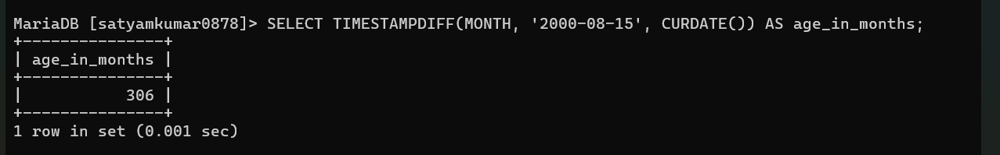 MariaDB [satyamkumar0878]> SELECT TIMESTAMPDIFF(MONTH, '2000-08-15', CURDATE()) AS age_in_months;
+---------------+
| age_in_months |
+---------------+
|           306 |
+---------------+
1 row in set (0.001 sec)